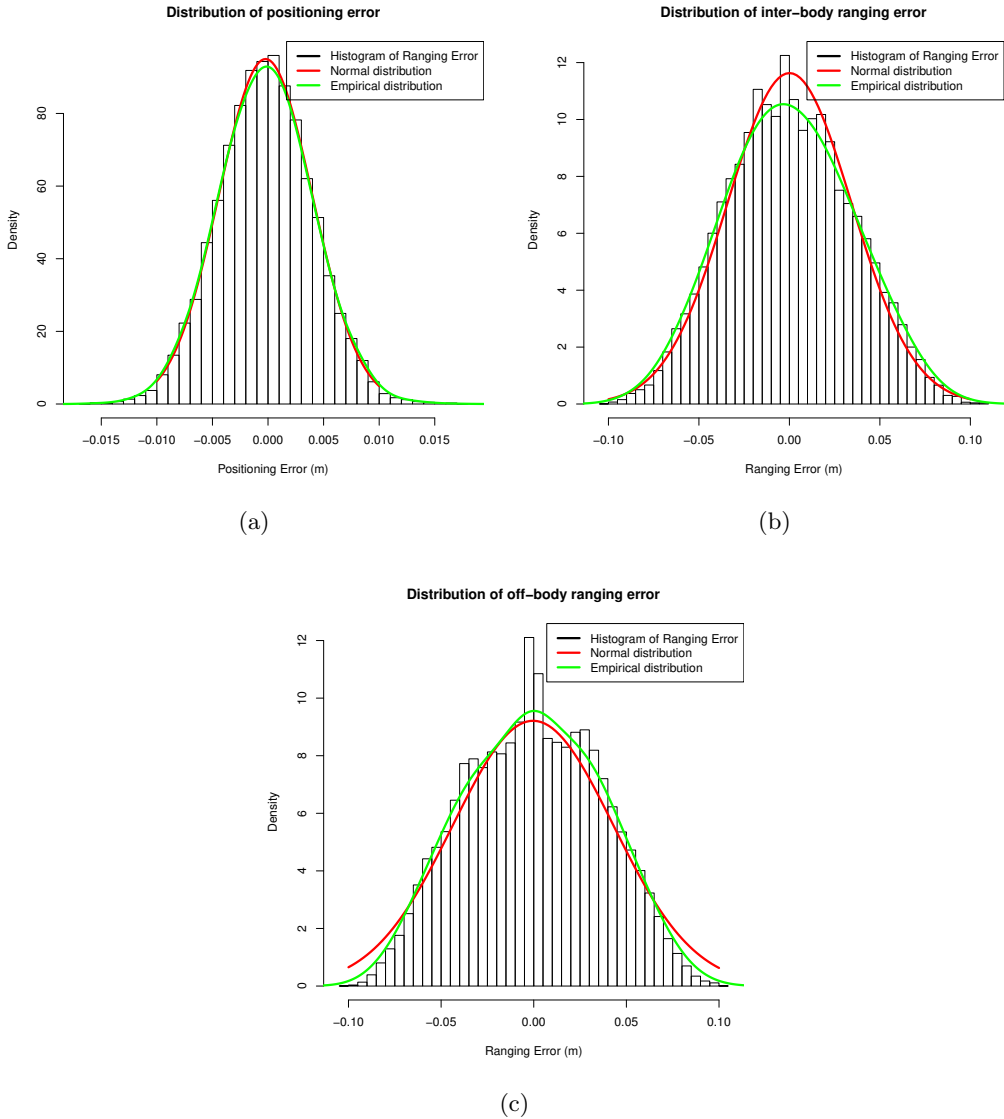 Distribution of positioning error
Histogram of Ranging Error
Normal distribution
Empirical distribution
Density
0 20 40 60 80
−0.015 −0.010 −0.005 0.000 0.005 0.010 0.015
Positioning Error (m)
(a)
Distribution of inter−body ranging error
Histogram of Ranging Error
Normal distribution
Empirical distribution
Density
0 2 4 6 8 10 12
−0.10 −0.05 0.00 0.05 0.10
Ranging Error (m)
(b)
Distribution of off−body ranging error
Histogram of Ranging Error
Normal distribution
Empirical distribution
Density
0 2 4 6 8 10 12
−0.10 −0.05 0.00 0.05 0.10
Ranging Error (m)
(c)